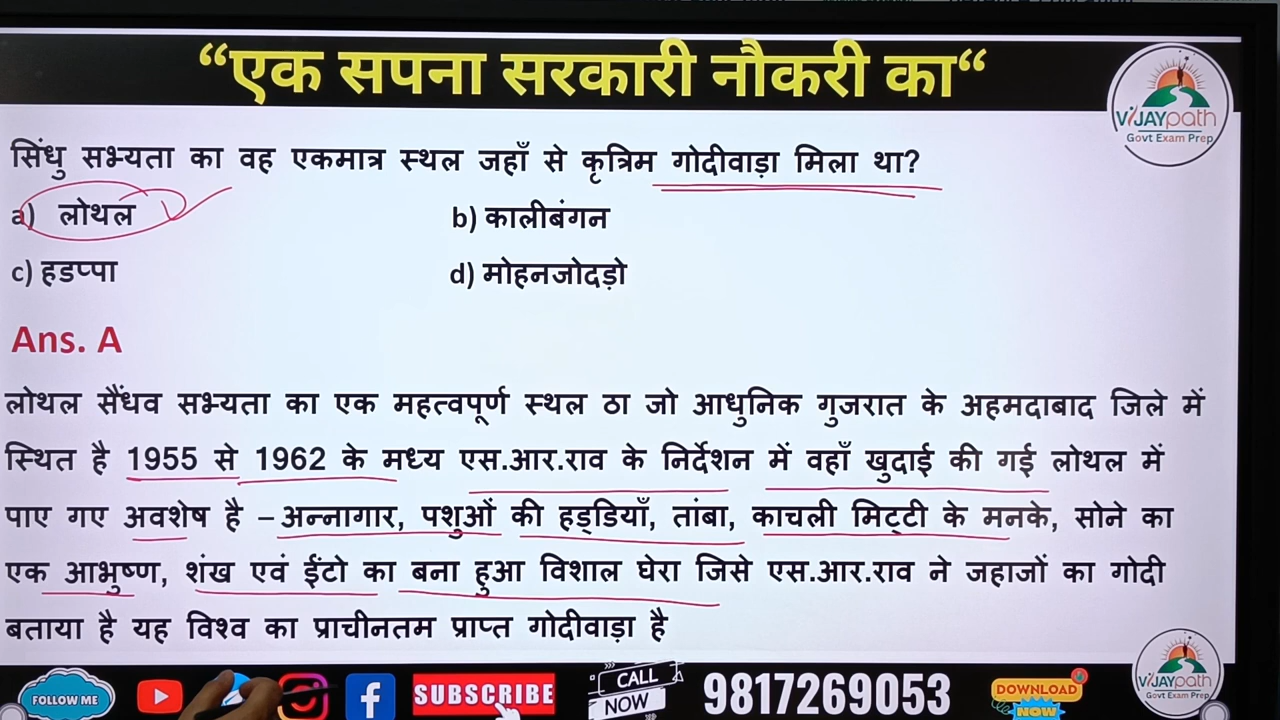 “एक सपना सरकारी नौकरी का“
VIJAYpath
Govt Exam Prep
सिंधु सभ्यता का वह एकमात्र स्थल जहाँ से कृत्रिम गोदीवाड़ा मिला था?
a) लोथल
b) कालीबंगन
c) हडप्पा
d) मोहनजोदड़ो
Ans. A
लोथल सैंधव सभ्यता का एक महत्वपूर्ण स्थल ठा जो आधुनिक गुजरात के अहमदाबाद जिले में
स्थित है 1955 से 1962 के मध्य एस.आर.राव के निर्देशन में वहाँ खुदाई की गई लोथल में
पाए गए अवशेष है – अन्नागार, पशुओं की हड्डियाँ, तांबा, काचली मिट्टी के मनके, सोने का
एक आभुष्ण, शंख एवं ईंटो का बना हुआ विशाल घेरा जिसे एस.आर.राव ने जहाजों का गोदी
बताया है यह विश्व का प्राचीनतम प्राप्त गोदीवाड़ा है
FOLLOW ME
SUBSCRIBE
CALL
NOW
9817269053
DOWNLOAD
NOW
VIJAYpath
Govt Exam Prep